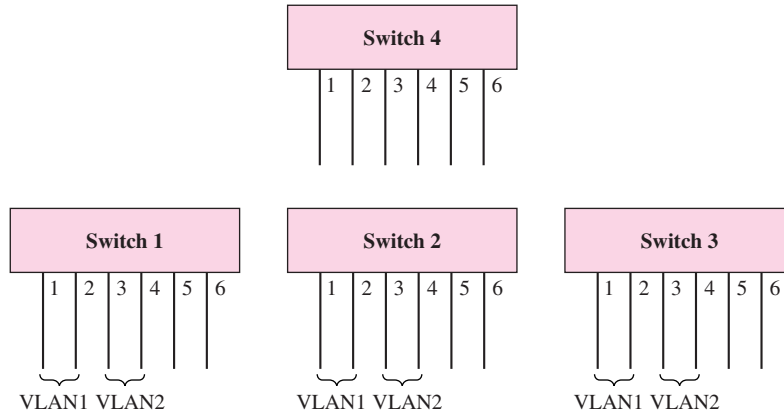 Switch 4
1 2 3 4 5 6
Switch 1 Switch 2 Switch 3
1 2 3 4 5 6 1 2 3 4 5 6 1 2 3 4 5 6
VLAN1 VLAN2 VLAN1 VLAN2 VLAN1 VLAN2